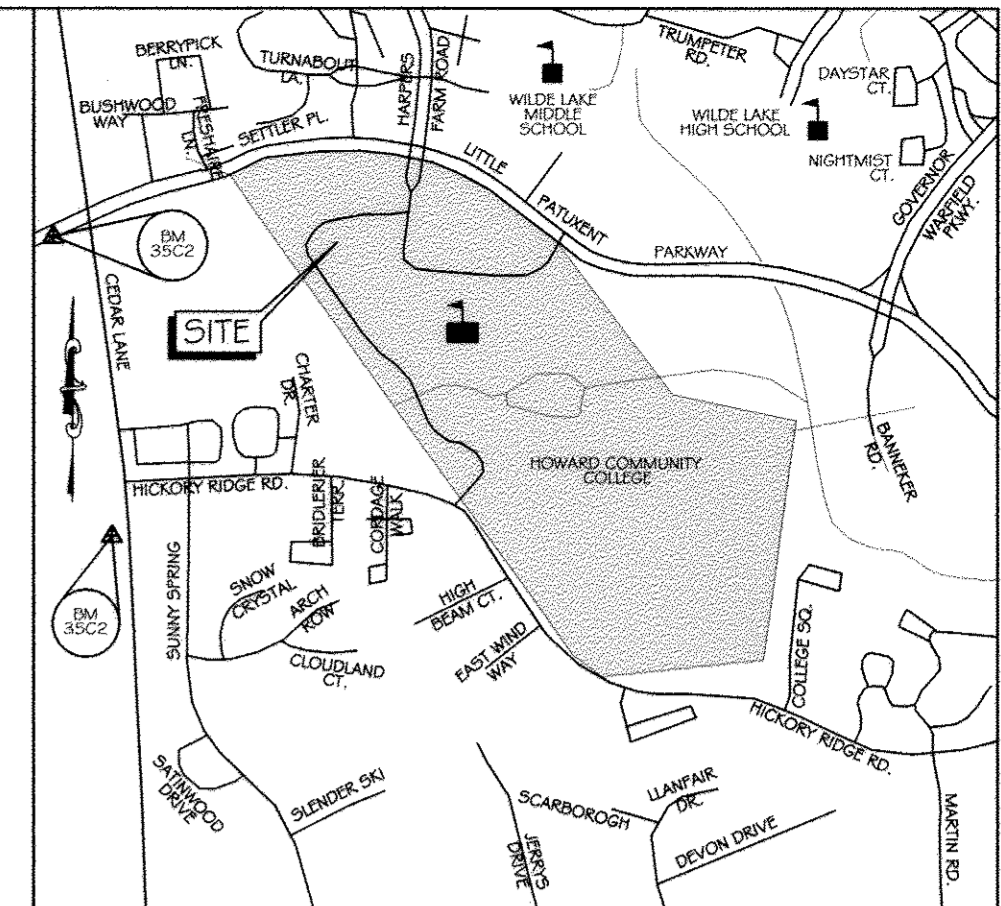 BERRYPICK
LN.
TURNABOUT
LA.
HARPERS
FARM ROAD
TRUMPETER
RD.
DAYSTAR
CT.
BUSHWOOD
WAY
FRESHAIRE
LN.
SETTLER PL.
WILDE LAKE
MIDDLE
SCHOOL
WILDE LAKE
HIGH SCHOOL
NIGHTMIST
CT.
LITTLE
PATUXENT
PARKWAY
GOVERNOR
WARFIELD
PKWY.
BM
35C2
CEDAR LANE
SITE
CHARTER
DR.
HOWARD COMMUNITY
COLLEGE
BANNEKER
RD.
HICKORY RIDGE RD.
BRIDLERIER
TERR.
CORDAGE
WALK
BM
35C2
SUNNY SPRING
SNOW
CRYSTAL
ARCH
ROW
CLOUDLAND
CT.
HIGH
BEAM CT.
EAST WIND
WAY
COLLEGE SQ.
HICKORY RIDGE RD.
SATINWOOD
DRIVE
SLENDER SKI
SCARBOROGH
LLANFAIR
DR.
JERRYS
DRIVE
DEVON DRIVE
MARTIN RD.